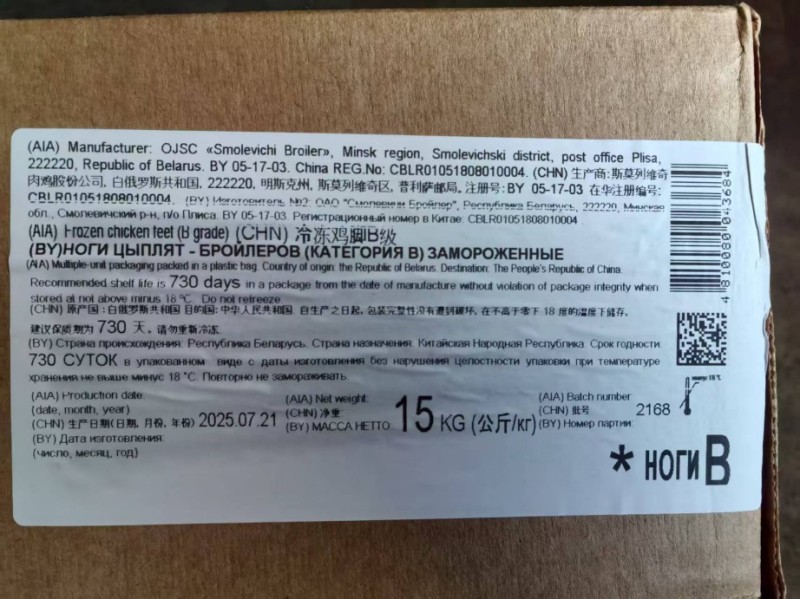 (AIA) Manufacturer: OJSC «Smolevichi Broiler», Minsk region, Smolevichski district, post office Plisa,
222220, Republic of Belarus. BY 05-17-03. China REG.No: CBLR01051808010004. (CHN) 生产商: 斯莫列维奇
肉鸡股份公司, 白俄罗斯共和国, 222220, 明斯克州, 斯莫列维奇区, 普利萨邮局, 注册号: BY 05-17-03 在华注册编号:
CBLR01051808010004. (BY) Изготовитель №2: ОАО "Смолевичи Бройлер", Республика Беларусь, 222220, Минская
обл., Смолевичский р-н, п/о Плиса. BY 05-17-03. Регистрационный номер в Китае: CBLR01051808010004
(AIA) Frozen chicken feet (B grade) (CHN) 冷冻鸡脚B级
(BY)НОГИ ЦЫПЛЯТ - БРОЙЛЕРОВ (КАТЕГОРИЯ B) ЗАМОРОЖЕННЫЕ
(AIA) Multiple-unit packaging packed in a plastic bag. Country of origin: the Republic of Belarus. Destination: The People's Republic of China.
Recommended shelf life is 730 days in a package from the date of manufacture without violation of package integrity when
stored at not above minus 18 °C. Do not refreeze.
(CHN) 原产国: 白俄罗斯共和国 目的国: 中华人民共和国. 自生产之日起, 包装完整性没有遭到破坏, 在不高于零下 18 度的温度下储存,
建议保质期为 730 天, 请勿重新冷冻.
(BY) Страна происхождения: Республика Беларусь. Страна назначения: Китайская Народная Республика. Срок годности:
730 СУТОК в упакованном виде с даты изготовления без нарушения целостности упаковки при температуре
хранения не выше минус 18 °C. Повторно не замораживать.
(AIA) Production date:
(date, month, year)
(CHN) 生产日期(日期, 月份, 年份) 2025.07.21
(BY) Дата изготовления:
(число, месяц, год)
(AIA) Net weight:
(CHN) 净重
(BY) МАССА НЕТТО 15 KG (公斤/кг)
(AIA) Batch number
(CHN) 批号 2168
(BY) Номер партии:
* НОГИ B
4810080043684